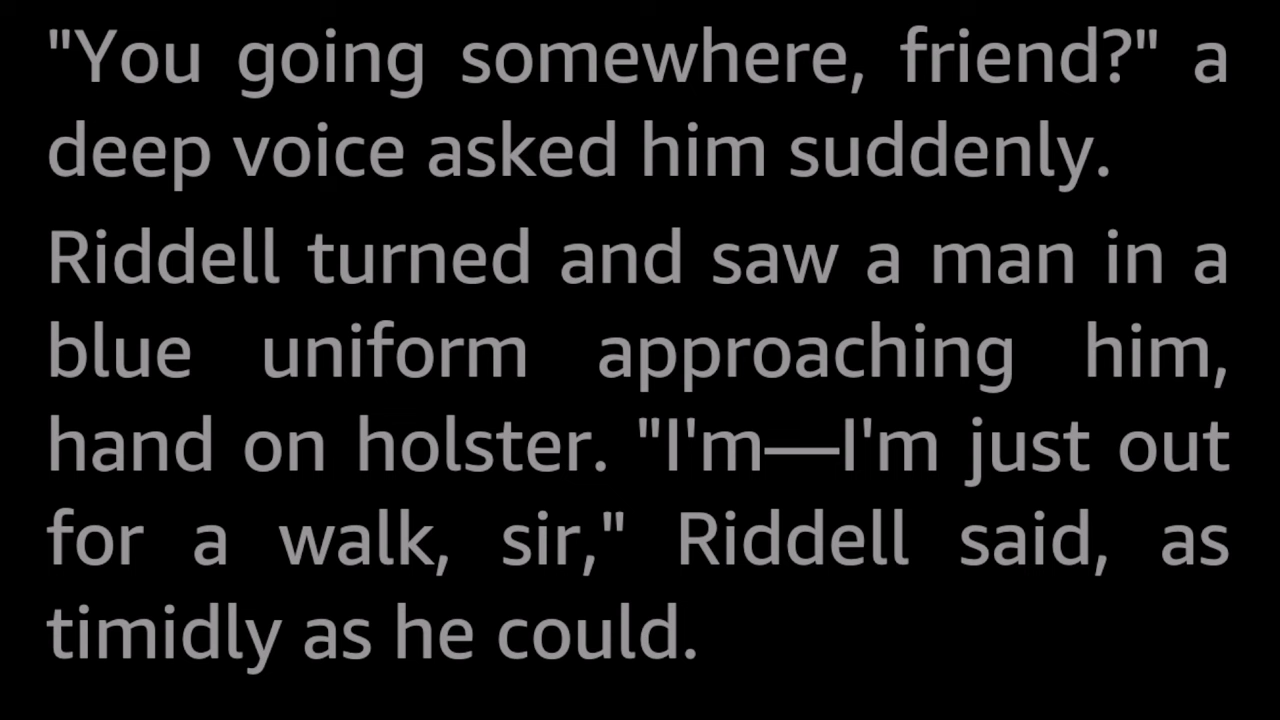 "You going somewhere, friend?" a
deep voice asked him suddenly.
Riddell turned and saw a man in a
blue uniform approaching him,
hand on holster. "I'm—I'm just out
for a walk, sir," Riddell said, as
timidly as he could.